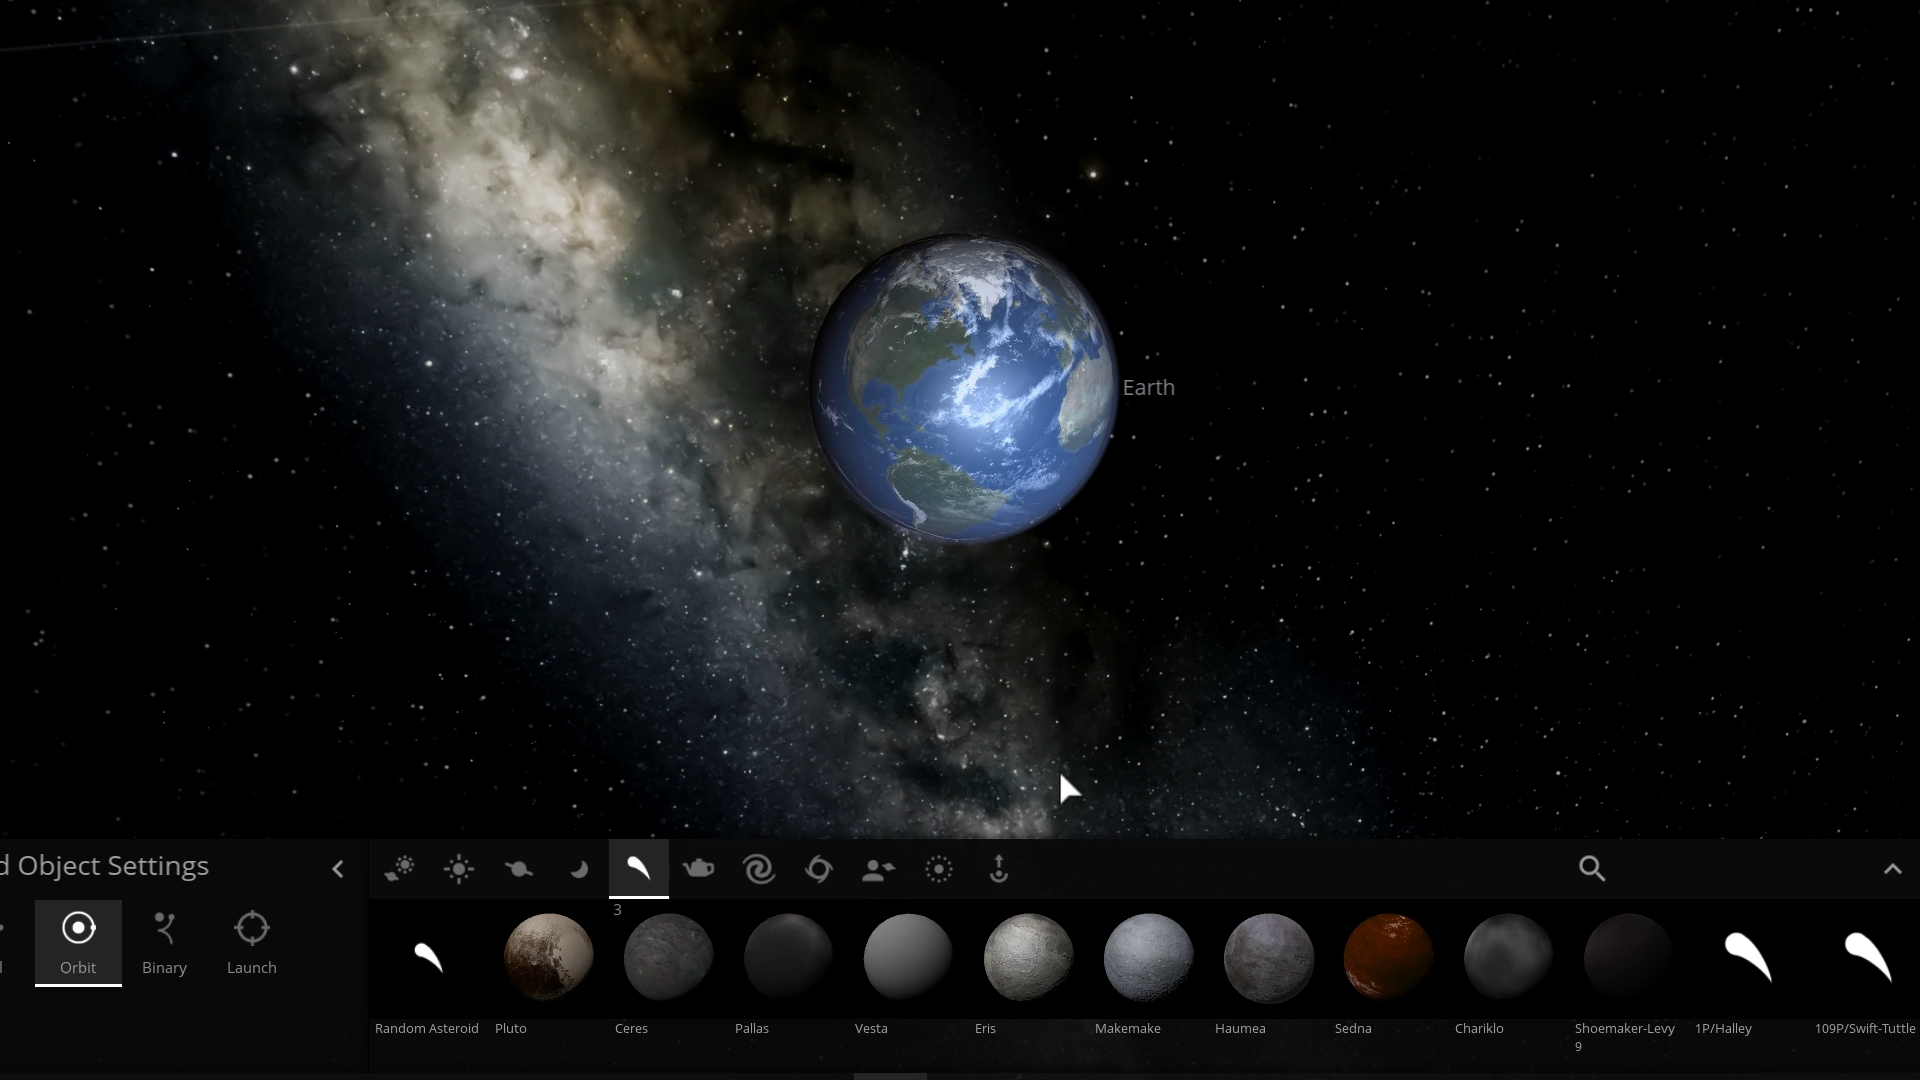 Earth
d Object Settings
l
Orbit
Binary
Launch
3
Random Asteroid
Pluto
Ceres
Pallas
Vesta
Eris
Makemake
Haumea
Sedna
Chariklo
Shoemaker-Levy
9
1P/Halley
109P/Swift-Tuttle